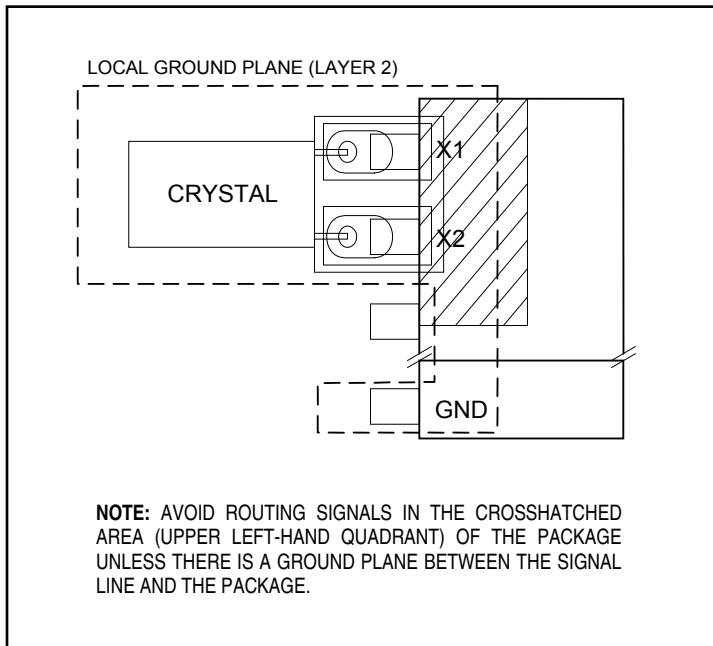 LOCAL GROUND PLANE (LAYER 2)
X1
CRYSTAL
X2
GND
NOTE: AVOID ROUTING SIGNALS IN THE CROSSHATCHED
AREA (UPPER LEFT-HAND QUADRANT) OF THE PACKAGE
UNLESS THERE IS A GROUND PLANE BETWEEN THE SIGNAL
LINE AND THE PACKAGE.